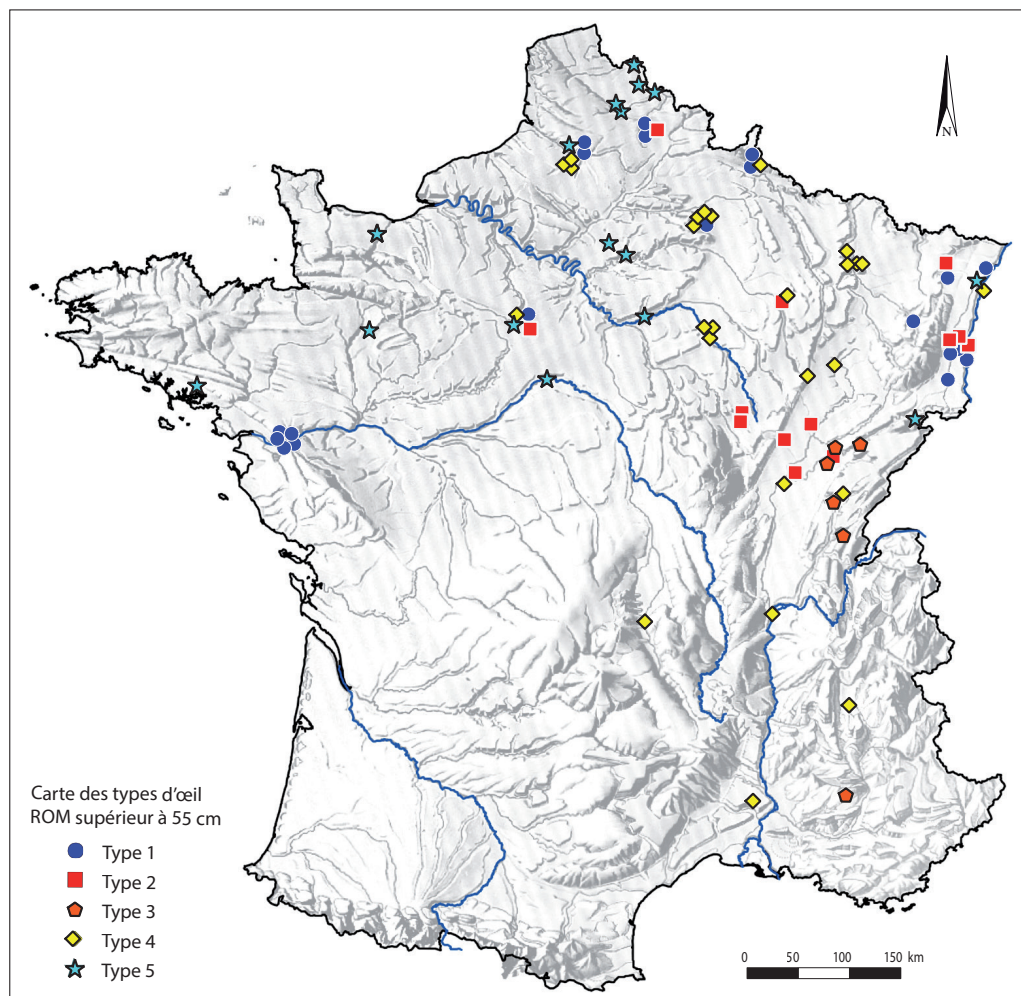 N
Carte des types d'œil
ROM supérieur à 55 cm
Type 1
Type 2
Type 3
Type 4
Type 5
0 50 100 150 km